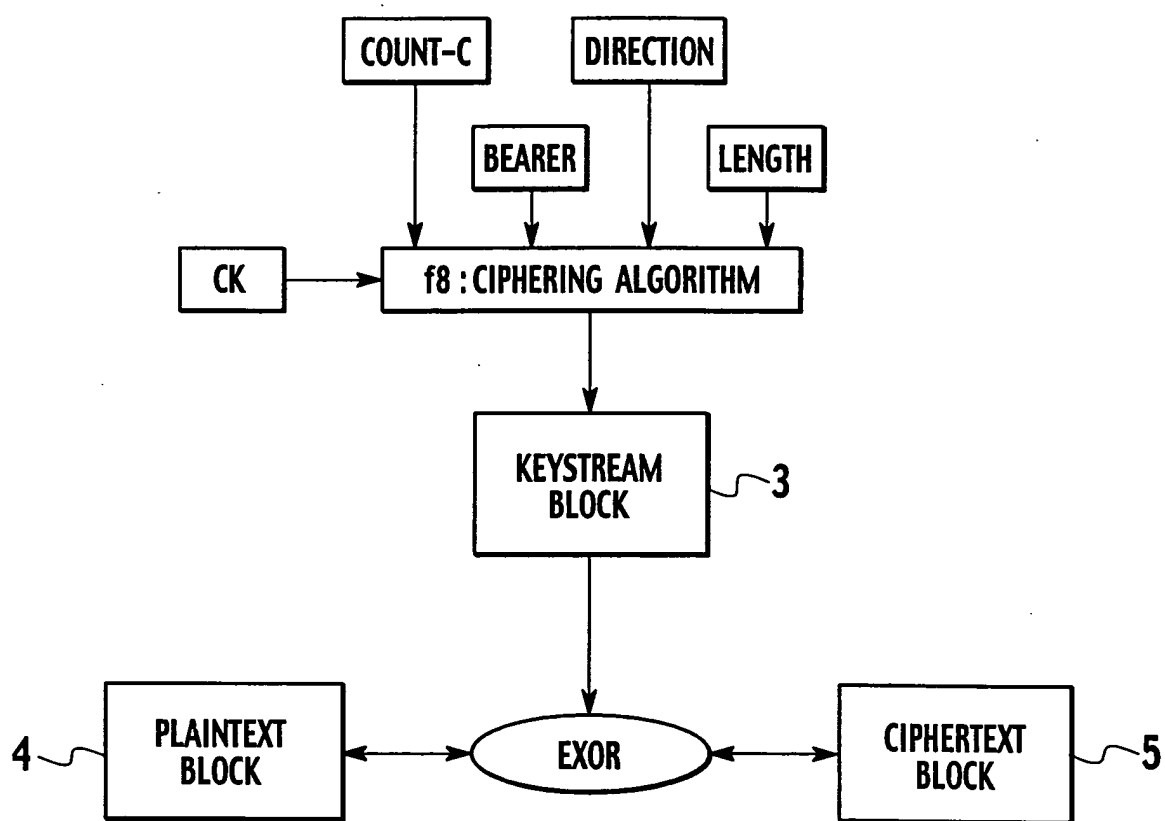 COUNT-C
DIRECTION
BEARER
LENGTH
CK
f8 : CIPHERING ALGORITHM
KEYSTREAM
BLOCK
3
4
PLAINTEXT
BLOCK
EXOR
CIPHERTEXT
BLOCK
5